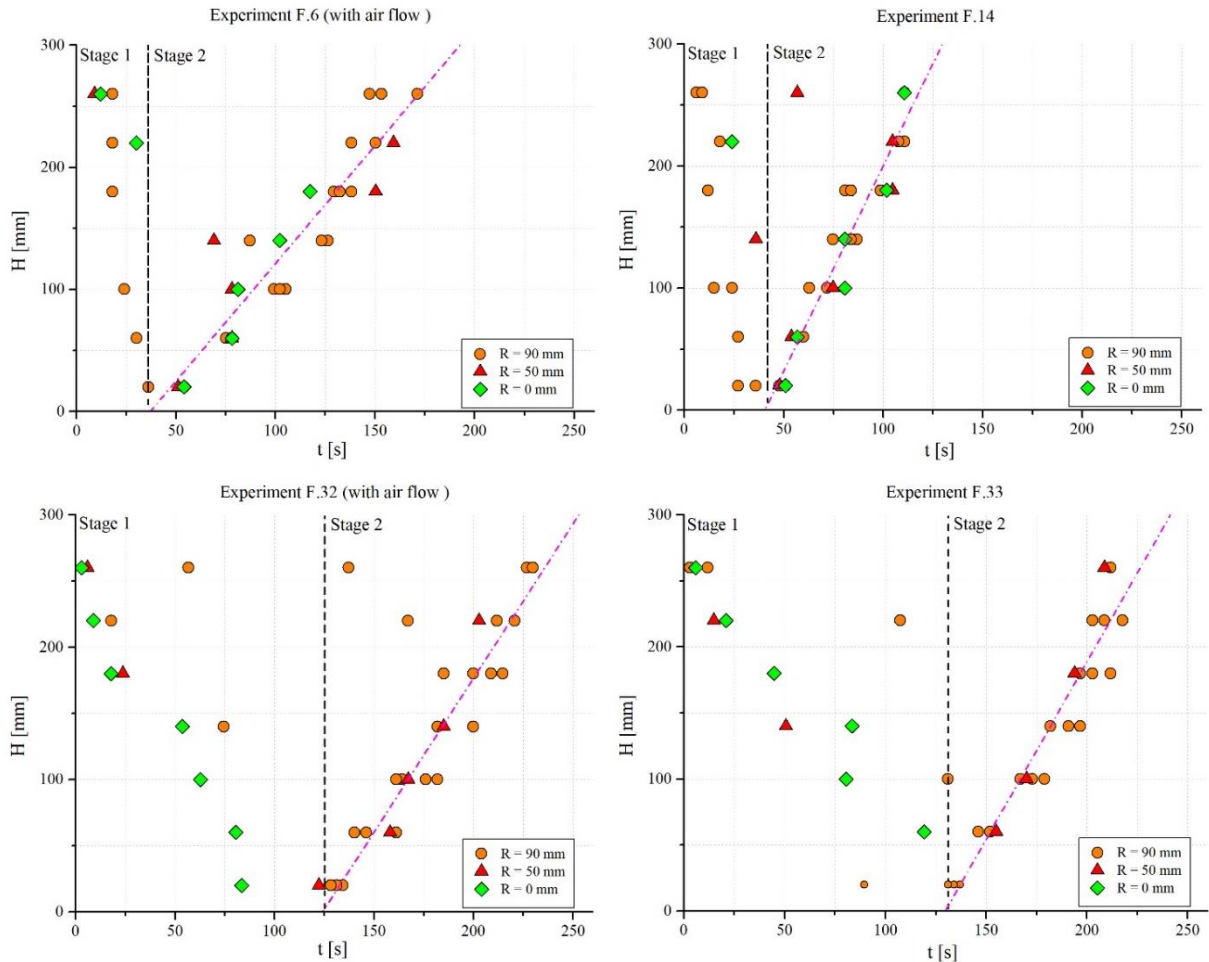 Experiment F.6 (with air flow )
Stage 1 Stage 2
300
200
100
0
H [mm]
R = 90 mm
R = 50 mm
R = 0 mm
0 50 100 150 200 250
t [s]
Experiment F.14
Stage 1 Stage 2
300
200
100
0
H [mm]
R = 90 mm
R = 50 mm
R = 0 mm
0 50 100 150 200 250
t [s]
Experiment F.32 (with air flow )
Stage 1 Stage 2
300
200
100
0
H [mm]
R = 90 mm
R = 50 mm
R = 0 mm
0 50 100 150 200 250
t [s]
Experiment F.33
Stage 1 Stage 2
300
200
100
0
H [mm]
R = 90 mm
R = 50 mm
R = 0 mm
0 50 100 150 200 250
t [s]